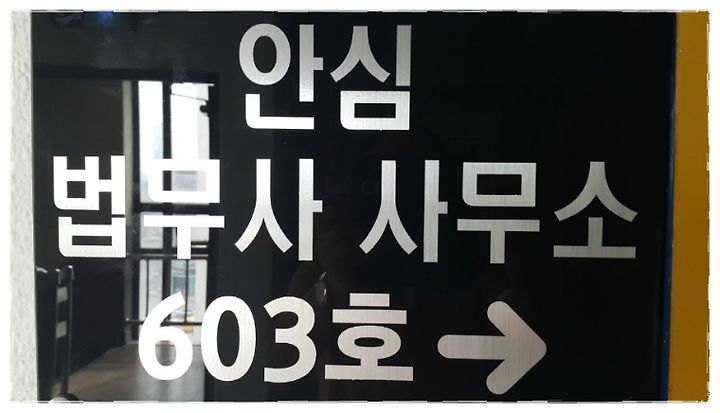 안심
법무사 사무소
603호 →